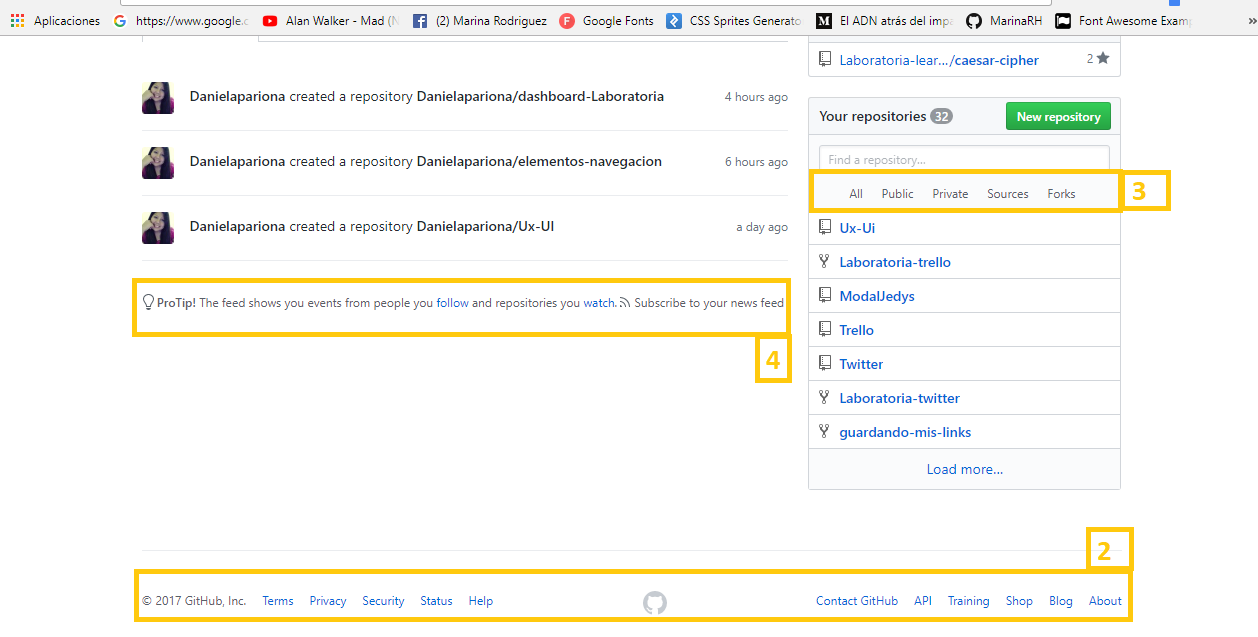 Aplicaciones https://www.google.c Alan Walker - Mad (N (2) Marina Rodriguez Google Fonts CSS Sprites Generato El ADN atrás del impa MarinaRH Font Awesome Examp »
Laboratoria-lear.../caesar-cipher 2
Danielapariona created a repository Danielapariona/dashboard-Laboratoria 4 hours ago
Danielapariona created a repository Danielapariona/elementos-navegacion 6 hours ago
Danielapariona created a repository Danielapariona/Ux-UI a day ago
ProTip! The feed shows you events from people you follow and repositories you watch. Subscribe to your news feed
4
Your repositories 32 New repository
Find a repository...
All Public Private Sources Forks 3
Ux-Ui
Laboratoria-trello
ModalJedys
Trello
Twitter
Laboratoria-twitter
guardando-mis-links
Load more...
2
© 2017 GitHub, Inc. Terms Privacy Security Status Help Contact GitHub API Training Shop Blog About